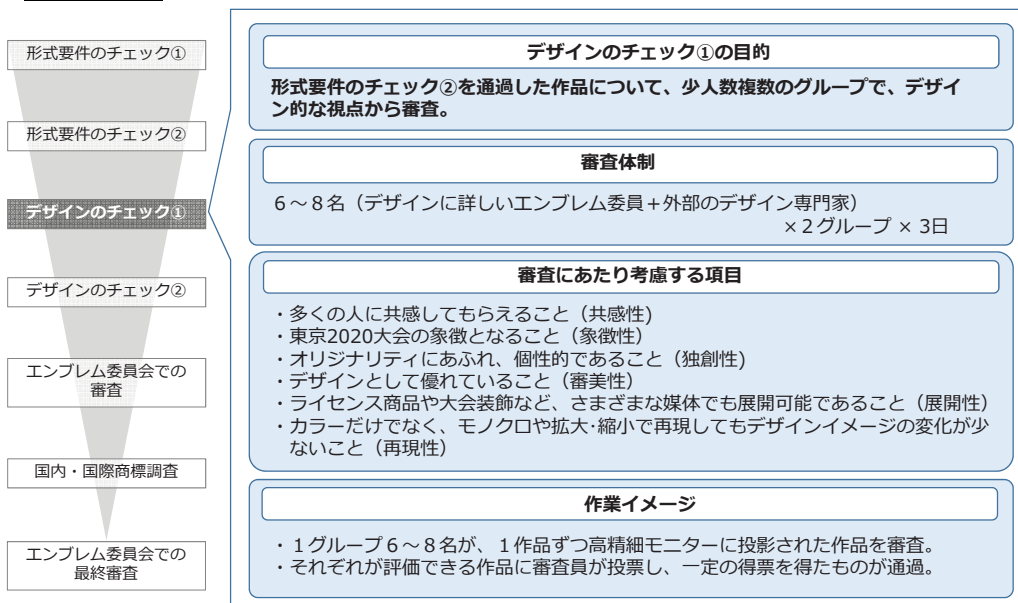 形式要件のチェック①
形式要件のチェック②
デザインのチェック①
デザインのチェック②
エンブレム委員会での
審査
国内・国際商標調査
エンブレム委員会での
最終審査
デザインのチェック①の目的
形式要件のチェック②を通過した作品について、少人数複数のグループで、デザイ
ン的な視点から審査。
審査体制
６～８名（デザインに詳しいエンブレム委員＋外部のデザイン専門家）
×２グループ × 3日
審査にあたり考慮する項目
・多くの人に共感してもらえること（共感性)
・東京2020大会の象徴となること（象徴性）
・オリジナリティにあふれ、個性的であること（独創性）
・デザインとして優れていること（審美性）
・ライセンス商品や大会装飾など、さまざまな媒体でも展開可能であること（展開性）
・カラーだけでなく、モノクロや拡大･縮小で再現してもデザインイメージの変化が少
ないこと（再現性）
作業イメージ
・１グループ６～８名が、１作品ずつ高精細モニターに投影された作品を審査。
・それぞれが評価できる作品に審査員が投票し、一定の得票を得たものが通過。